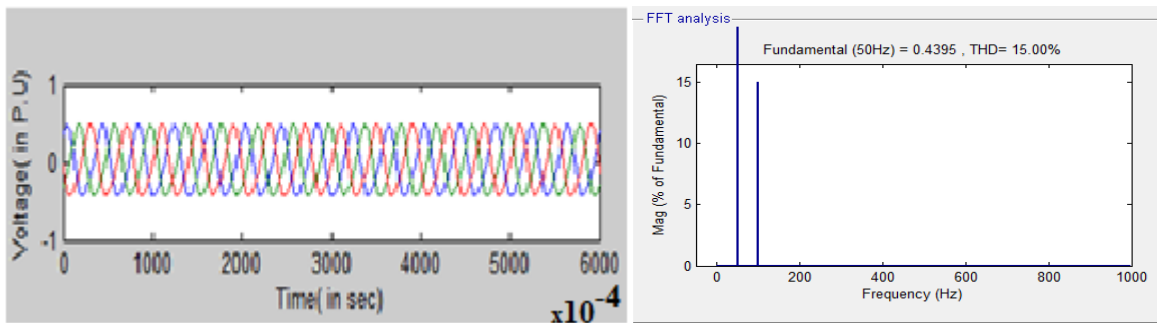 Voltage( in P.U)
1
0
-1
0 1000 2000 3000 4000 5000 6000
Time( in sec)
x10-4
FFT analysis
Fundamental (50Hz) = 0.4395 , THD= 15.00%
Mag (% of Fundamental)
15
10
5
0
0 200 400 600 800 1000
Frequency (Hz)